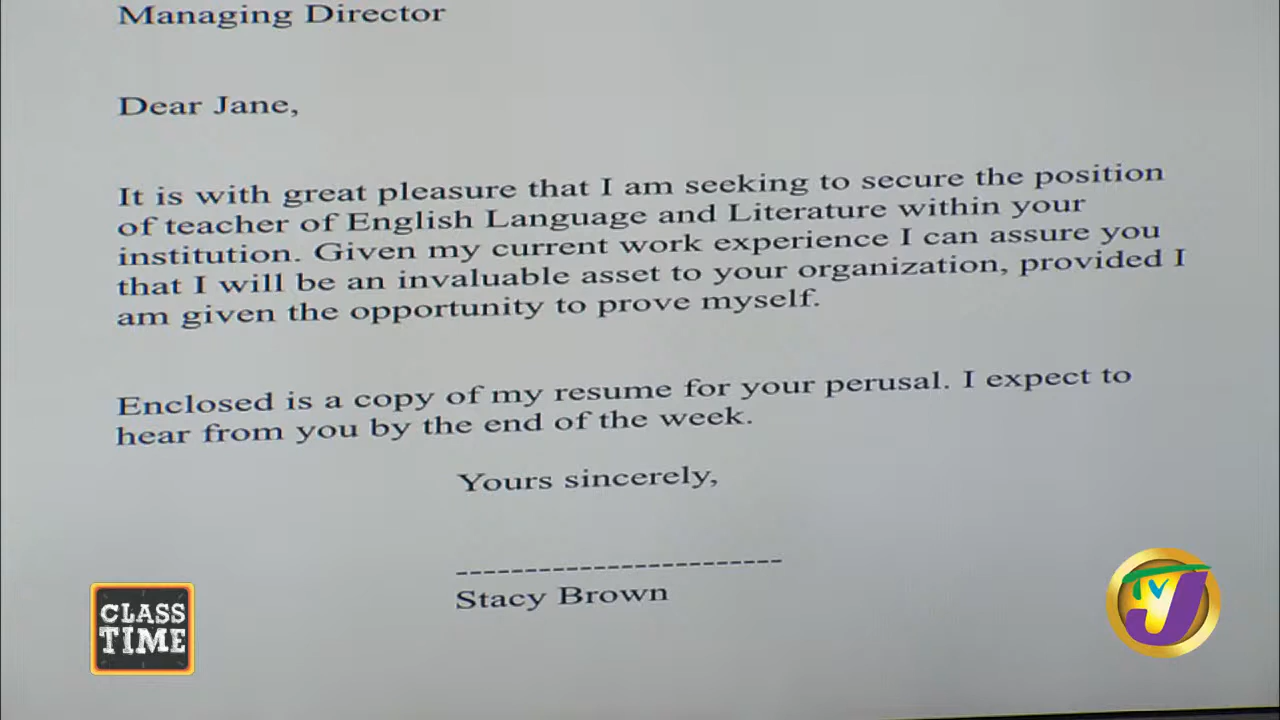 Managing Director
Dear Jane,
It is with great pleasure that I am seeking to secure the position
of teacher of English Language and Literature within your
institution. Given my current work experience I can assure you
that I will be an invaluable asset to your organization, provided I
am given the opportunity to prove myself.
Enclosed is a copy of my resume for your perusal. I expect to
hear from you by the end of the week.
Yours sincerely,
-----------------------
Stacy Brown
CLASS
TIME
TVJ